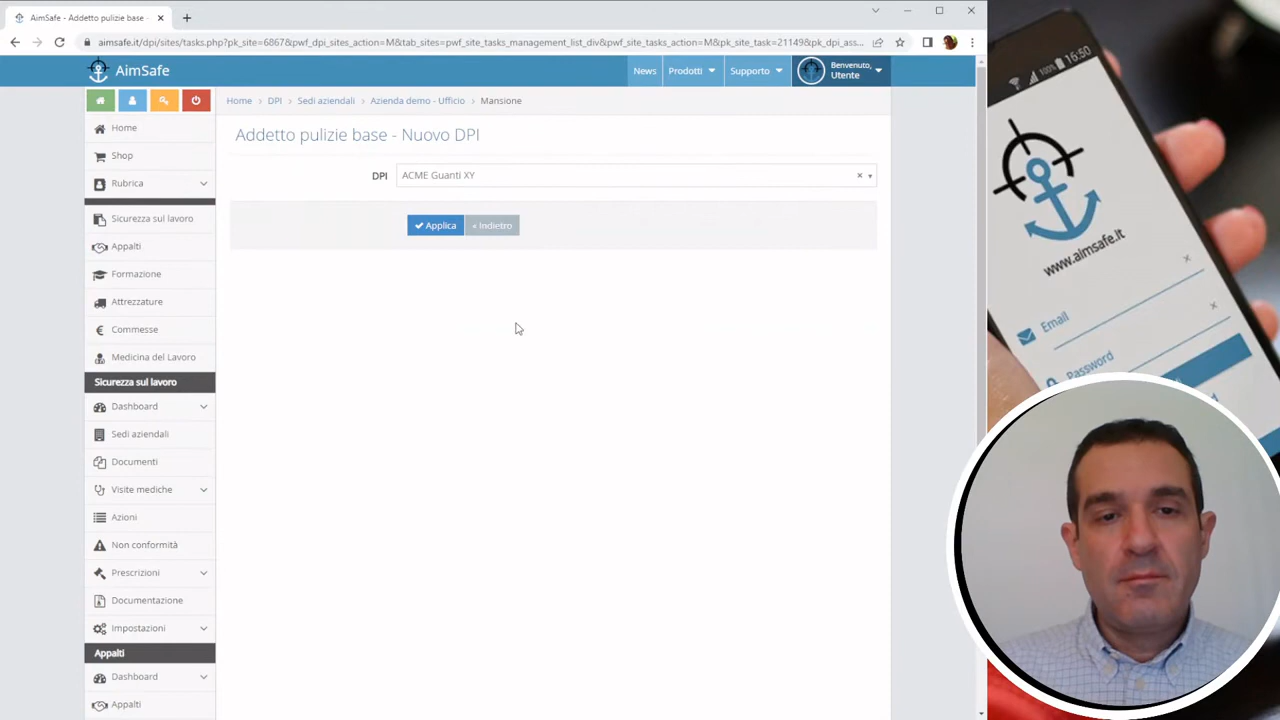 AimSafe - Addetto pulizie base -
aimsafe.it/dpi/sites/tasks.php?pk_site=6867&pwf_dpi_sites_action=M&tab_sites=pwf_site_tasks_management_list_div&pwf_site_tasks_action=M&pk_site_task=21149&pk_dpi_ass...
AimSafe
News
Prodotti
Supporto
Benvenuto,
Utente
Home > DPI > Sedi aziendali > Azienda demo - Ufficio > Mansione
Addetto pulizie base - Nuovo DPI
DPI
ACME Guanti XY
Applica
« Indietro
Home
Shop
Rubrica
Sicurezza sul lavoro
Appalti
Formazione
Attrezzature
Commesse
Medicina del Lavoro
Sicurezza sul lavoro
Dashboard
Sedi aziendali
Documenti
Visite mediche
Azioni
Non conformità
Prescrizioni
Documentazione
Impostazioni
Appalti
Dashboard
Appalti
100% 16:50
www.aimsafe.it
Email
Password